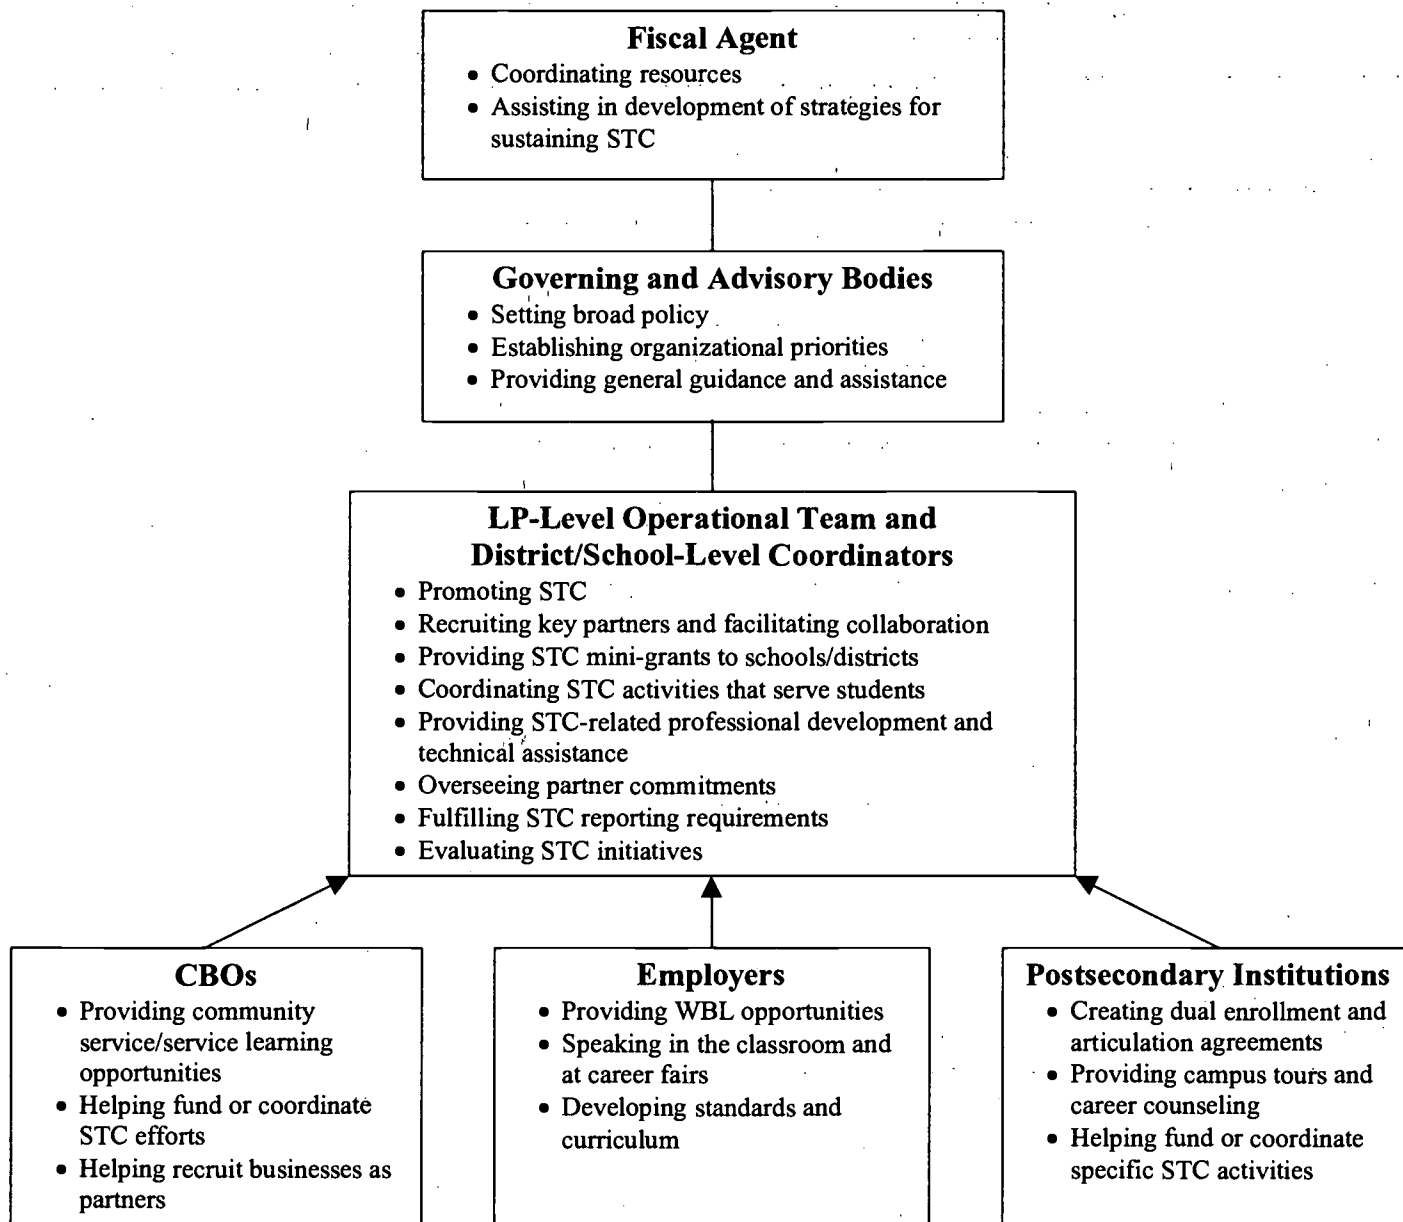 Fiscal Agent
• Coordinating resources
• Assisting in development of strategies for
sustaining STC
Governing and Advisory Bodies
• Setting broad policy
• Establishing organizational priorities
• Providing general guidance and assistance
LP-Level Operational Team and
District/School-Level Coordinators
• Promoting STC
• Recruiting key partners and facilitating collaboration
• Providing STC mini-grants to schools/districts
• Coordinating STC activities that serve students
• Providing STC-related professional development and
technical assistance
• Overseeing partner commitments
• Fulfilling STC reporting requirements
• Evaluating STC initiatives
CBOs
• Providing community
service/service learning
opportunities
• Helping fund or coordinate
STC efforts
• Helping recruit businesses as
partners
Employers
• Providing WBL opportunities
• Speaking in the classroom and
at career fairs
• Developing standards and
curriculum
Postsecondary Institutions
• Creating dual enrollment and
articulation agreements
• Providing campus tours and
career counseling
• Helping fund or coordinate
specific STC activities